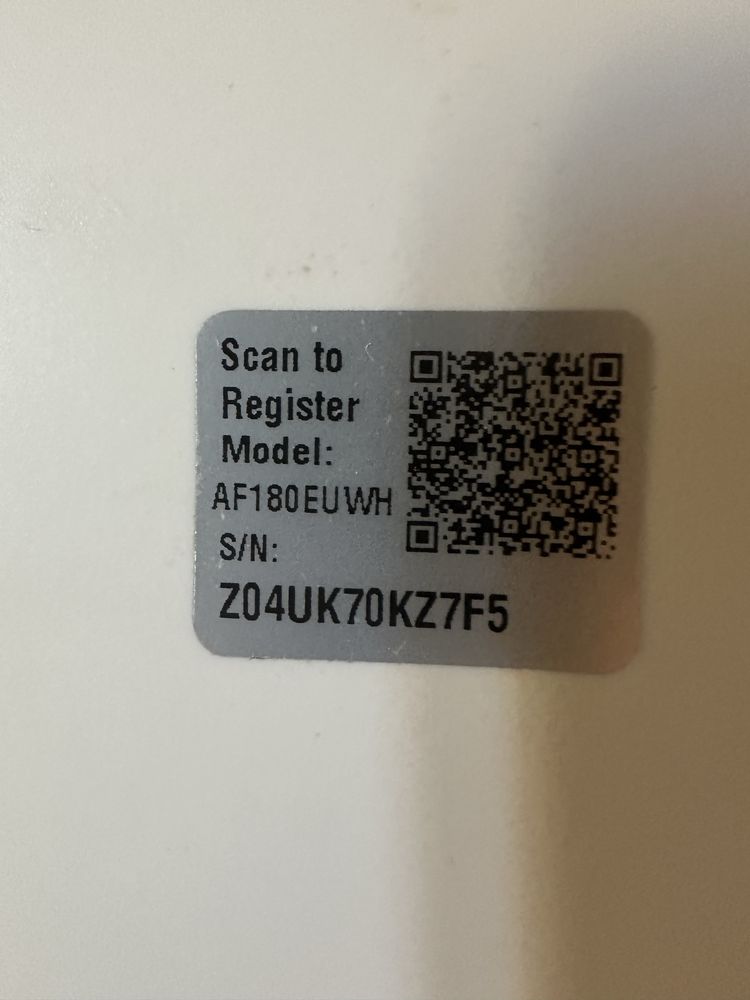 Scan to
Register
Model:
AF180EUWH
S/N:
Z04UK70KZ7F5